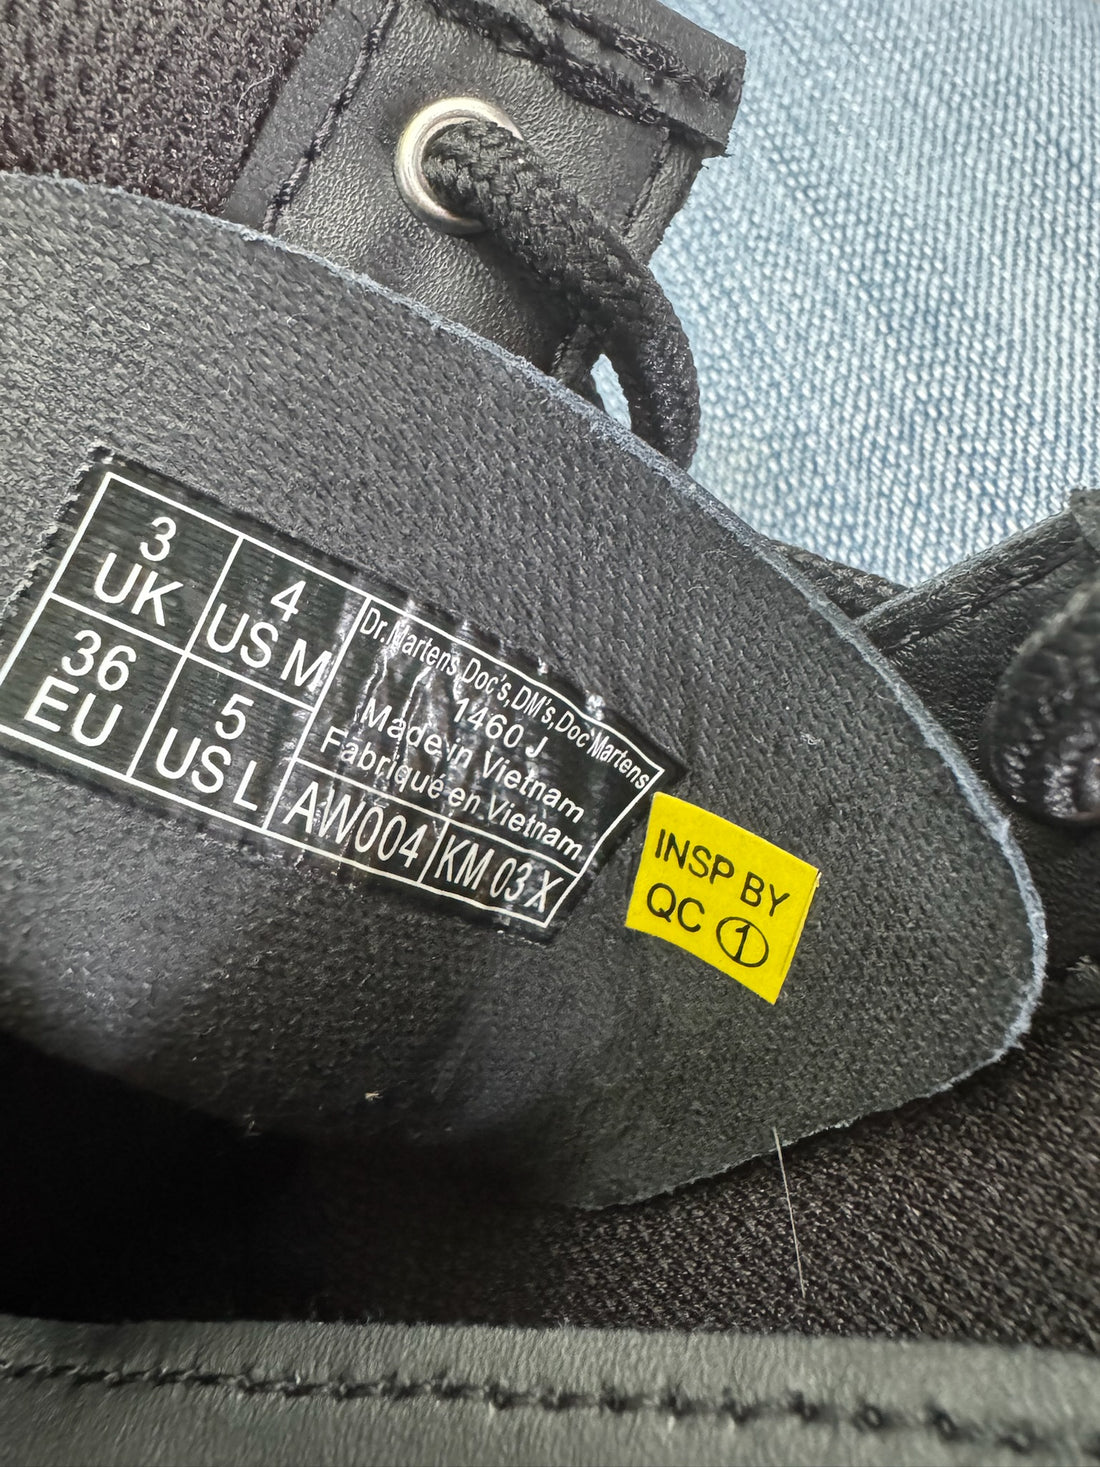 3
UK
4
US M
36
EU
5
US L
Dr.Martens,Doc's,DM's,Doc Martens
1460 J
Made in Vietnam
Fabriqué en Vietnam
AW004
KM 03 X
INSP BY
QC 1